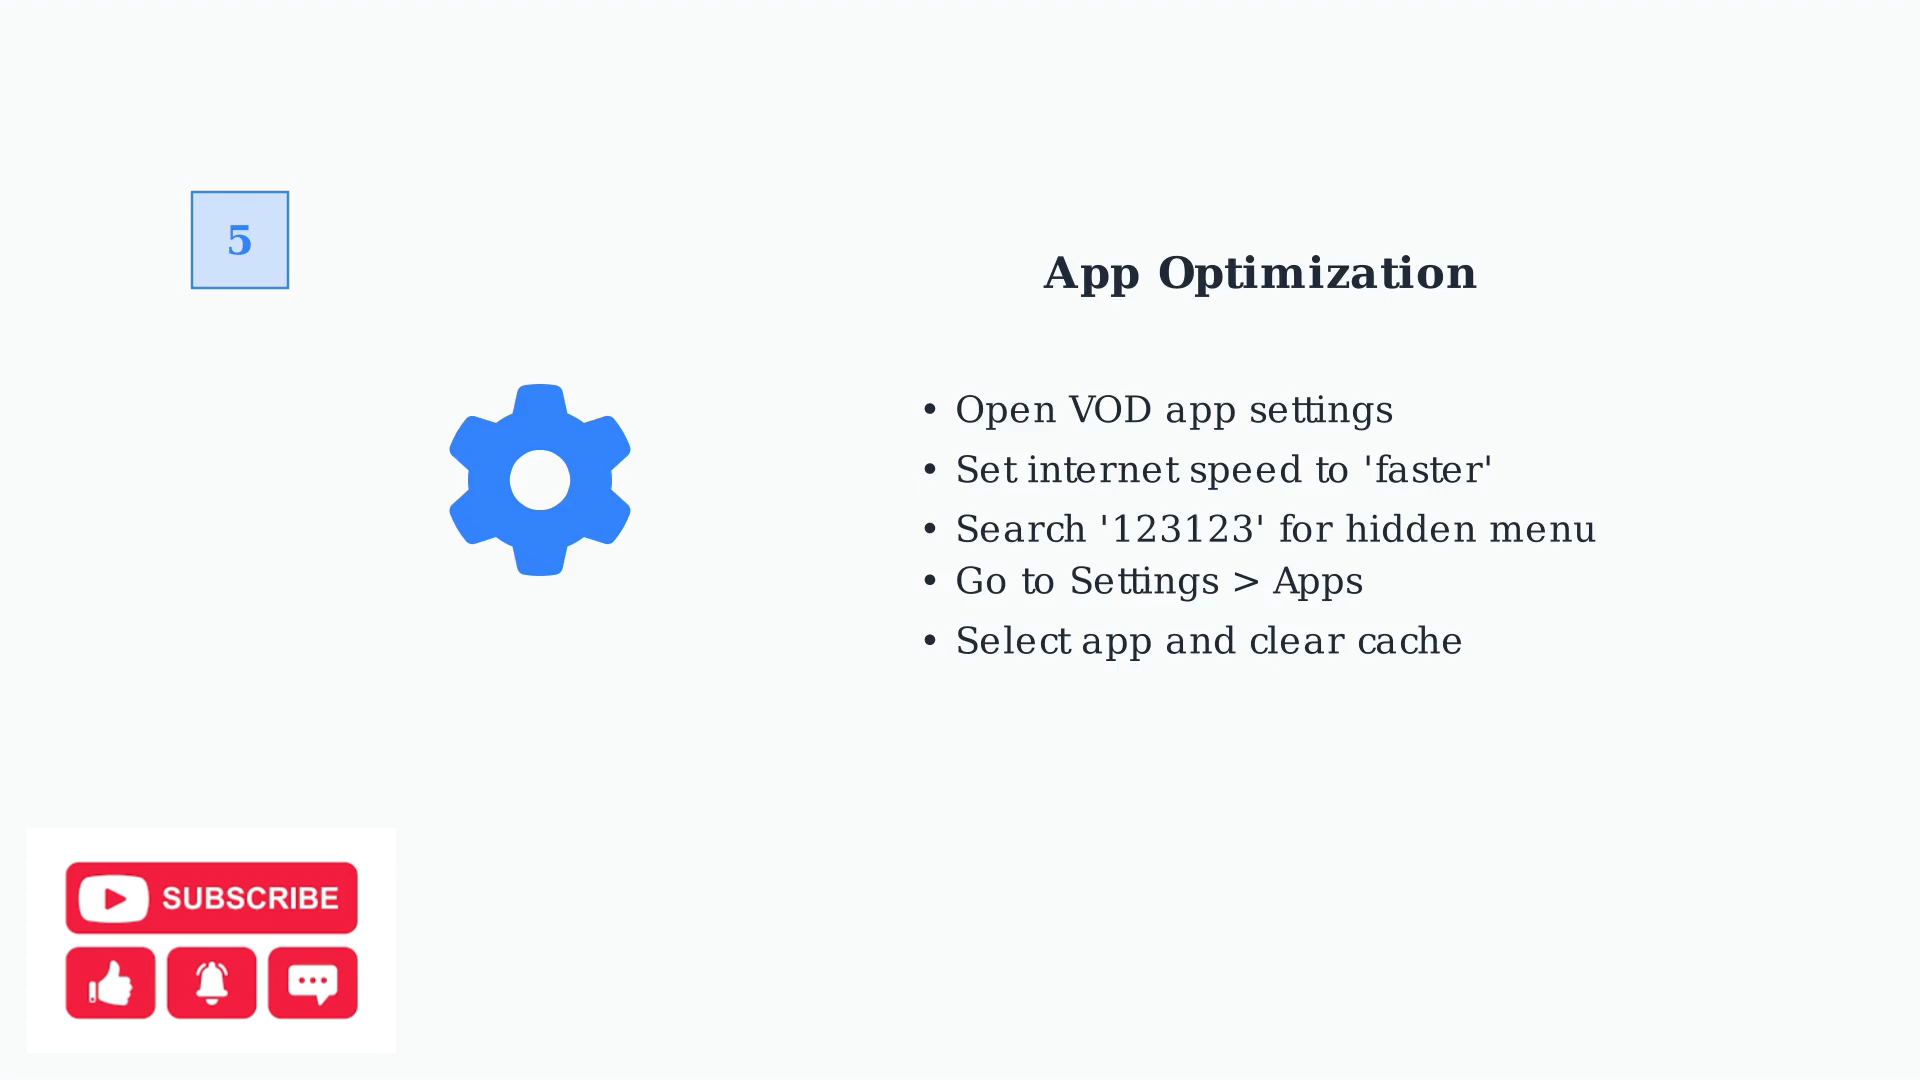 5
App Optimization
• Open VOD app settings
• Set internet speed to 'faster'
• Search '123123' for hidden menu
• Go to Settings > Apps
• Select app and clear cache
SUBSCRIBE